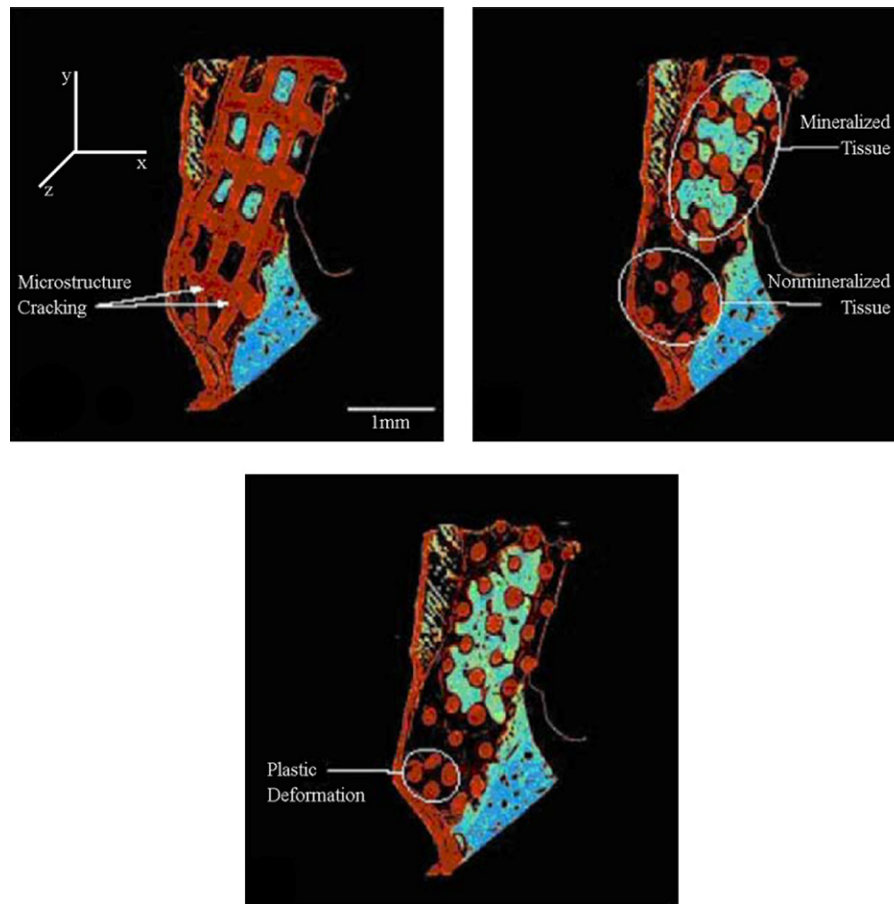 y
x
z
Microstructure
Cracking
1mm
Mineralized
Tissue
Nonmineralized
Tissue
Plastic
Deformation